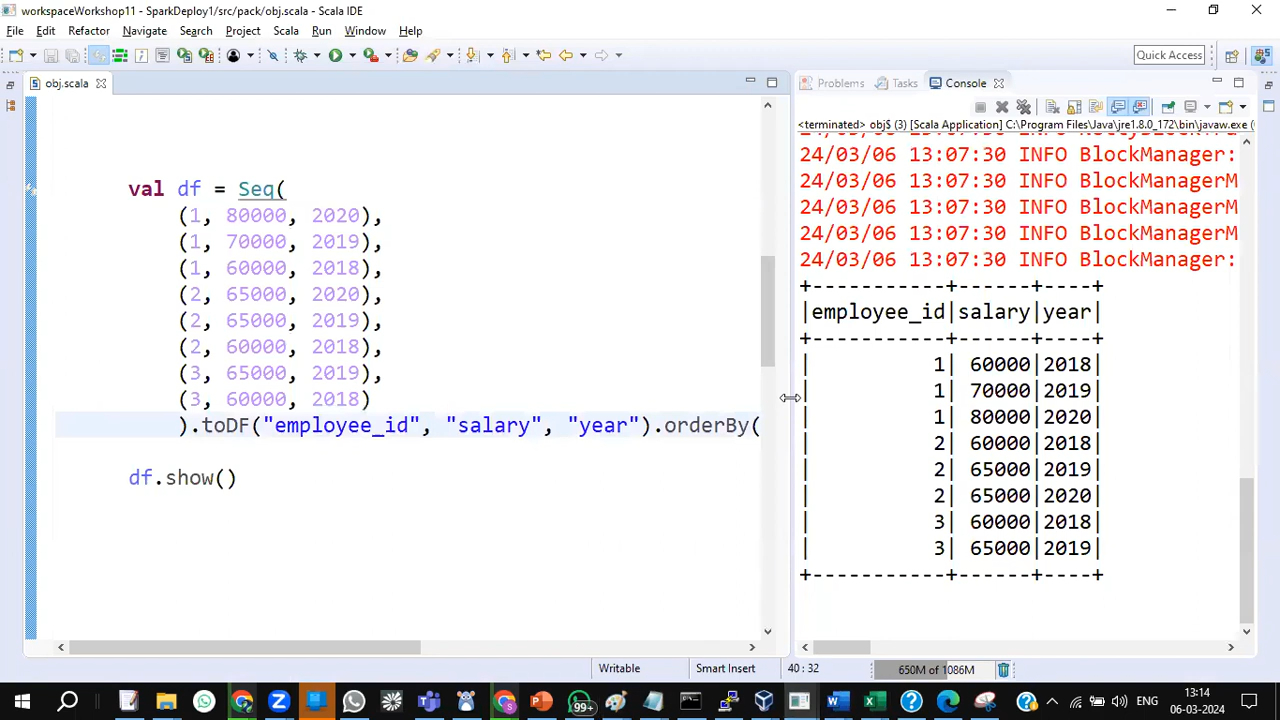 workspaceWorkshop11 - SparkDeploy1/src/pack/obj.scala - Scala IDE
File Edit Refactor Navigate Search Project Scala Run Window Help
Quick Access
obj.scala
val df = Seq(
(1, 80000, 2020),
(1, 70000, 2019),
(1, 60000, 2018),
(2, 65000, 2020),
(2, 65000, 2019),
(2, 60000, 2018),
(3, 65000, 2019),
(3, 60000, 2018)
).toDF("employee_id", "salary", "year").orderBy(
df.show()
Problems Tasks Console
<terminated> obj$ (3) [Scala Application] C:\Program Files\Java\jre1.8.0_172\bin\javaw.exe (
24/03/06 13:07:30 INFO BlockManager:
24/03/06 13:07:30 INFO BlockManagerM
24/03/06 13:07:30 INFO BlockManagerM
24/03/06 13:07:30 INFO BlockManagerM
24/03/06 13:07:30 INFO BlockManager:
+-----------+------+----+
|employee_id|salary|year|
+-----------+------+----+
| 1| 60000|2018|
| 1| 70000|2019|
| 1| 80000|2020|
| 2| 60000|2018|
| 2| 65000|2019|
| 2| 65000|2020|
| 3| 60000|2018|
| 3| 65000|2019|
+-----------+------+----+
Writable Smart Insert 40 : 32 650M of 1086M
99+
ENG
13:14
06-03-2024